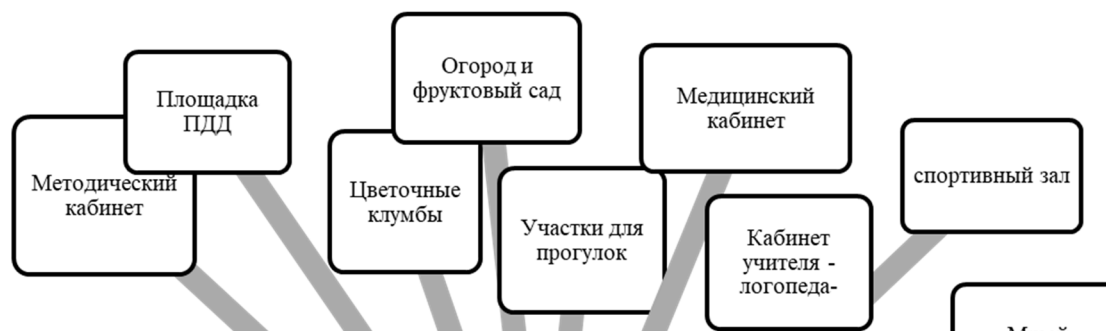 Огород и
фруктовый сад
Площадка
ПДД
Медицинский
кабинет
Методический
кабинет
Цветочные
клумбы
спортивный зал
Участки для
прогулок
Кабинет
учителя -
логопеда-